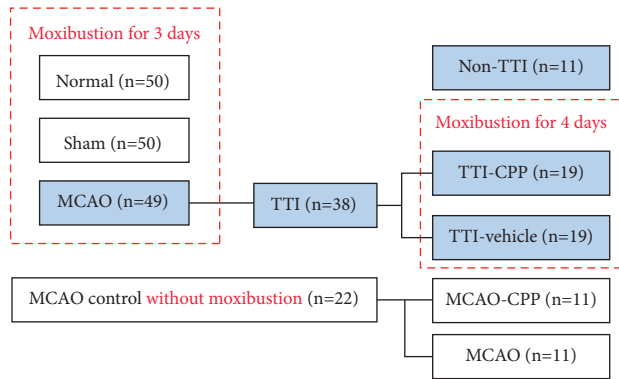 Moxibustion for 3 days
Normal (n=50)
Sham (n=50)
MCAO (n=49)
TTI (n=38)
Non-TTI (n=11)
Moxibustion for 4 days
TTI-CPP (n=19)
TTI-vehicle (n=19)
MCAO control without moxibustion (n=22)
MCAO-CPP (n=11)
MCAO (n=11)